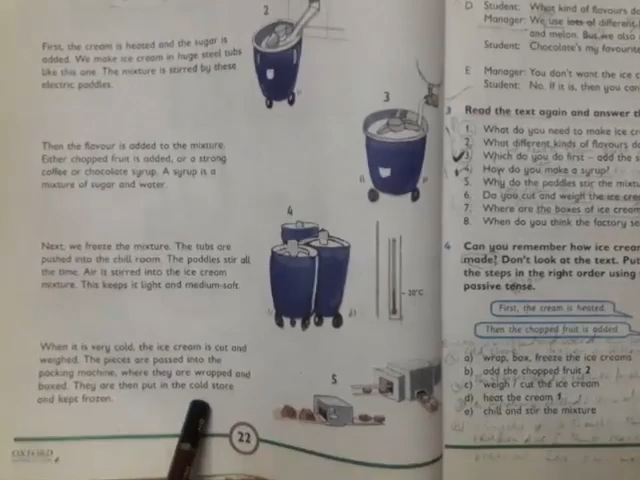 2
First, the cream is heated and the sugar is
added. We make ice cream in huge steel tubs
like this one. The mixture is stirred by these
electric paddles.
3
Then the flavour is added to the mixture.
Either chopped fruit is added, or a strong
coffee or chocolate syrup. A syrup is a
mixture of sugar and water.
4
Next, we freeze the mixture. The tubs are
pushed into the chill room. The paddles stir all
the time. Air is stirred into the ice cream
mixture. This keeps it light and medium-soft.
-20°C
When it is very cold, the ice cream is cut and
weighed. The pieces are passed into the
packing machine, where they are wrapped and
boxed. They are then put in the cold store
and kept frozen.
5
22
OXFORD
D Student: What kind of flavours do
Manager: We use lots of different
and melon. But we also
Student: Chocolate's my favourite
E Manager: You don't want the ice c
Student: No. If it is, then you can
3 Read the text again and answer th
1. What do you need to make ice cr
2. What different kinds of flavours do
3. Which do you do first – add the s
4. How do you make a syrup?
5. Why do the paddles stir the mixtu
6. Do you cut and weigh the ice crea
7. Where are the boxes of ice cream
8. When do you think the factory se
4 Can you remember how ice cream
made? Don't look at the text. Put
the steps in the right order using
passive tense.
First, the cream is heated.
Then the chopped fruit is added
a) wrap, box, freeze the ice creams
b) add the chopped fruit 2
c) weigh / cut the ice cream
d) heat the cream 1
e) chill and stir the mixture